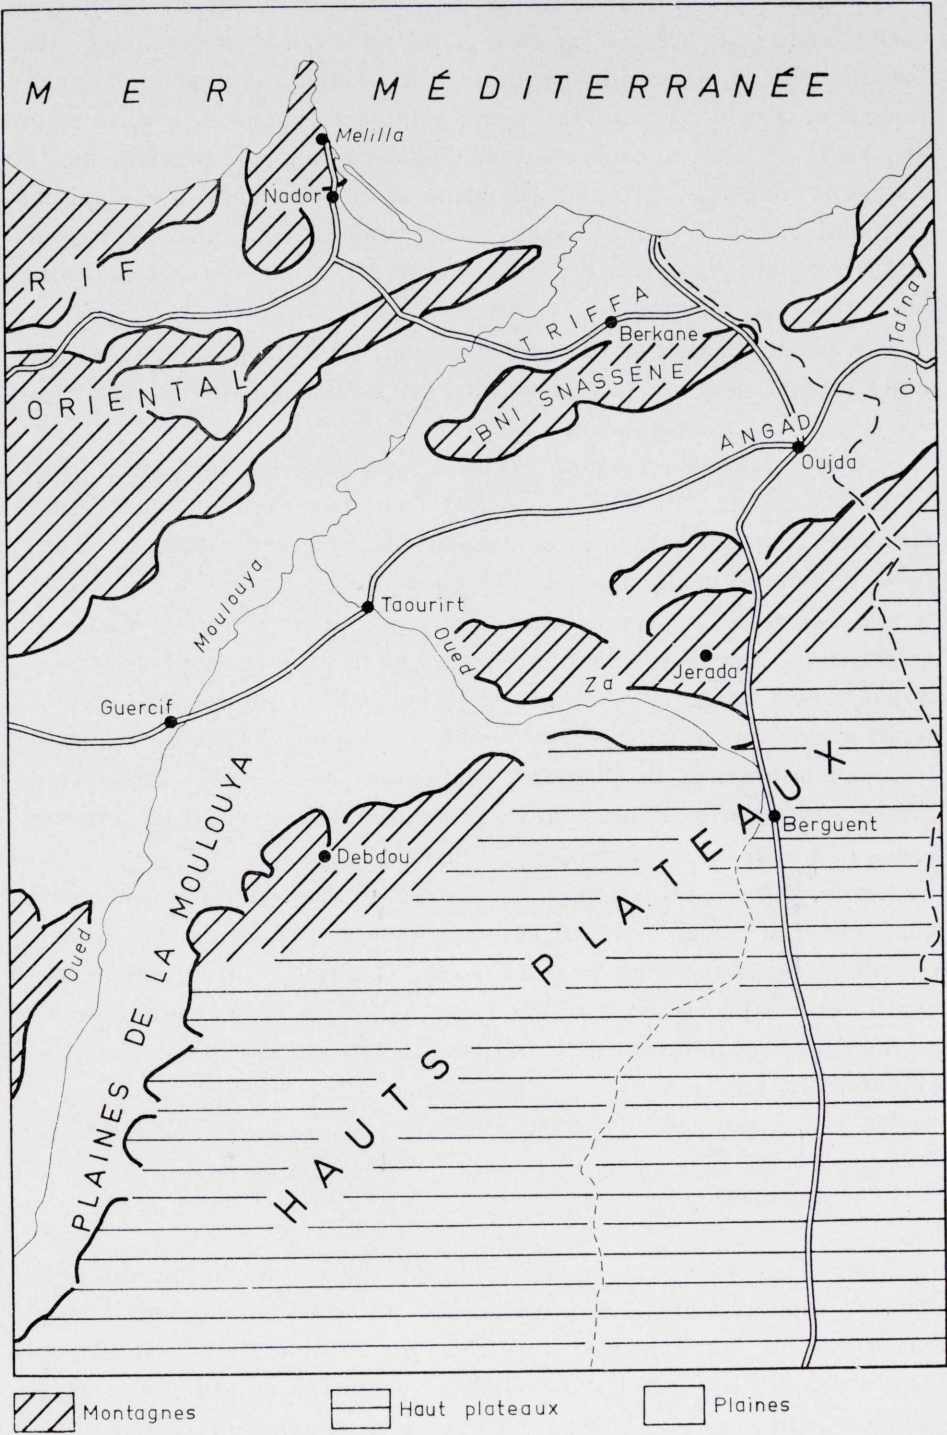 MER MÉDITERRANÉE
Melilla
Nador
RIF
ORIENTAL
TRIFFA
Berkane
BNI SNASSENE
O. Tafna
ANGAD
Oujda
Moulouya
Taourirt
Oued
Za
Jerada
Guercif
HAUTS PLATEAUX
Berguent
Debdou
Oued
PLAINES DE LA MOULOUYA
Montagnes
Haut plateaux
Plaines